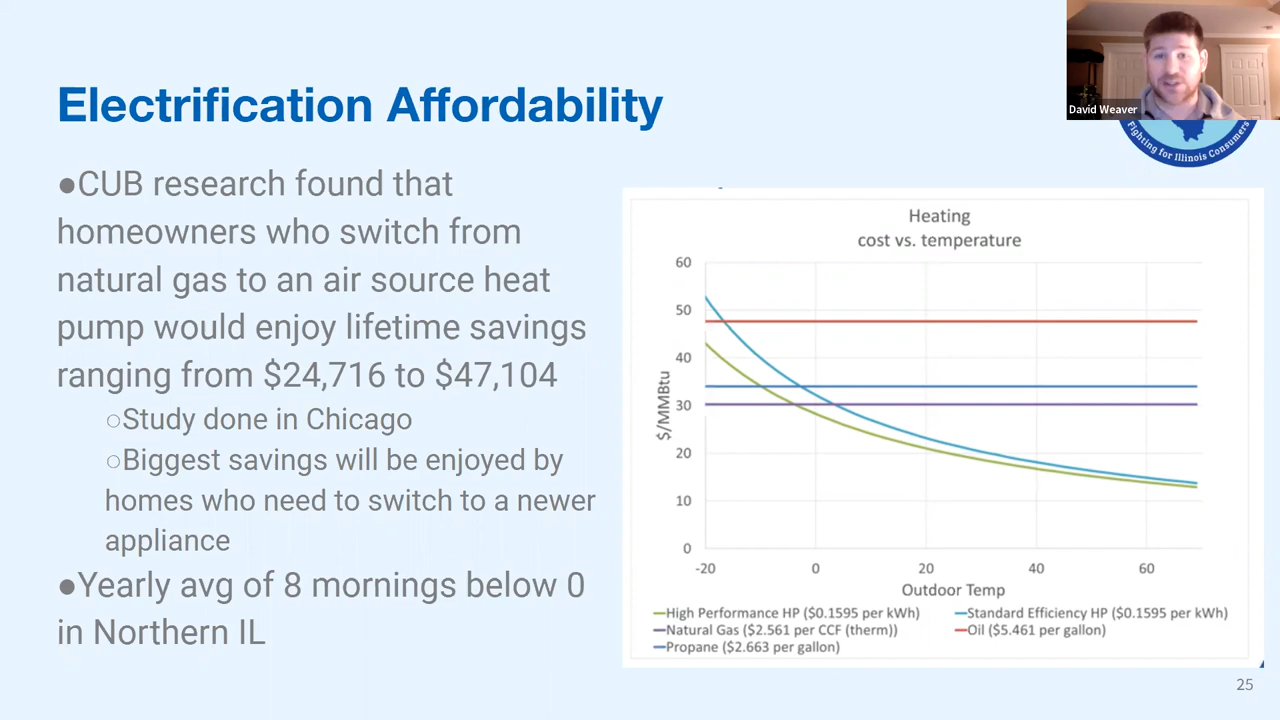 David Weaver
Fighting for Illinois Consumers
Electrification Affordability
●CUB research found that
homeowners who switch from
natural gas to an air source heat
pump would enjoy lifetime savings
ranging from $24,716 to $47,104
○Study done in Chicago
○Biggest savings will be enjoyed by
homes who need to switch to a newer
appliance
●Yearly avg of 8 mornings below 0
in Northern IL
Heating
cost vs. temperature
60
50
40
30
20
10
0
$/MMBtu
-20 0 20 40 60
Outdoor Temp
High Performance HP ($0.1595 per kWh) Standard Efficiency HP ($0.1595 per kWh)
Natural Gas ($2.561 per CCF (therm)) Oil ($5.461 per gallon)
Propane ($2.663 per gallon)
25